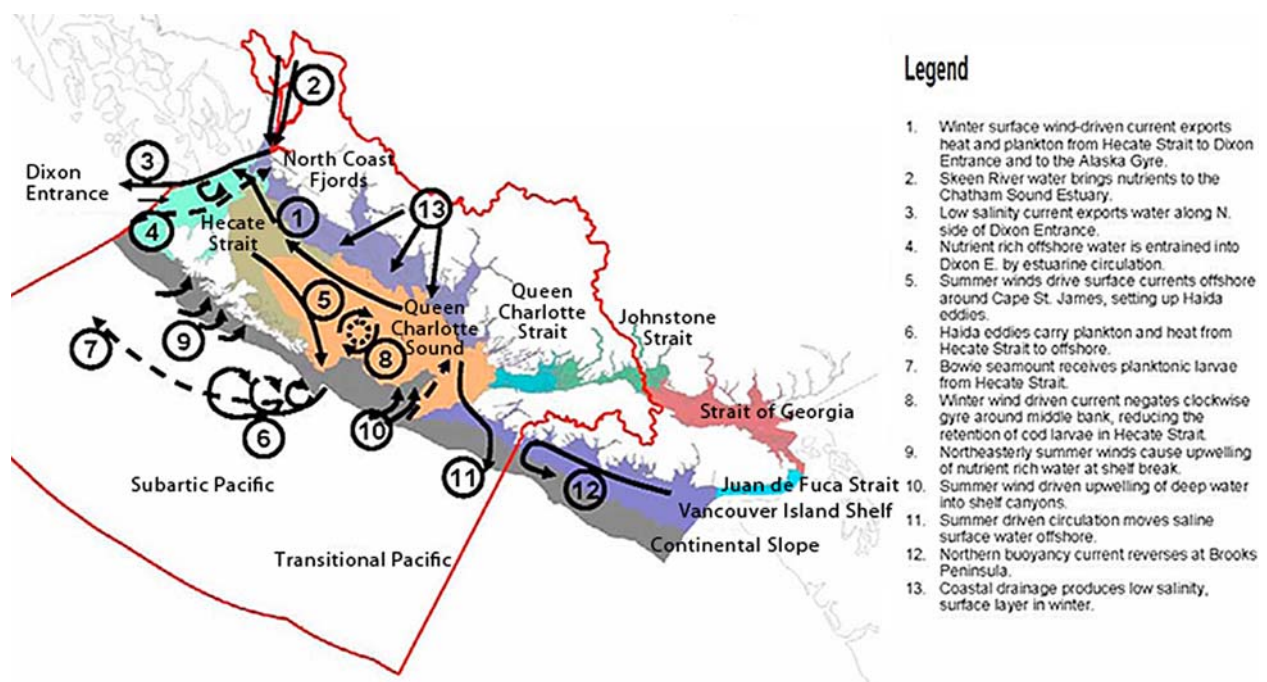 2
North Coast
Fjords
3
Dixon
Entrance
13
1
4
Hecate
Strait
5
Queen
Charlotte
Sound
Queen
Charlotte
Strait
Johnstone
Strait
7
9
8
Strait of Georgia
6
10
11
12
Subartic Pacific
Juan de Fuca Strait
Vancouver Island Shelf
Continental Slope
Transitional Pacific
Legend
1. Winter surface wind-driven current exports
heat and plankton from Hecate Strait to Dixon
Entrance and to the Alaska Gyre.
2. Skeen River water brings nutrients to the
Chatham Sound Estuary.
3. Low salinity current exports water along N.
side of Dixon Entrance.
4. Nutrient rich offshore water is entrained into
Dixon E. by estuarine circulation.
5. Summer winds drive surface currents offshore
around Cape St. James, setting up Haida
eddies.
6. Haida eddies carry plankton and heat from
Hecate Strait to offshore.
7. Bowie seamount receives planktonic larvae
from Hecate Strait.
8. Winter wind driven current negates clockwise
gyre around middle bank, reducing the
retention of cod larvae in Hecate Strait.
9. Northeasterly summer winds cause upwelling
of nutrient rich water at shelf break.
10. Summer wind driven upwelling of deep water
into shelf canyons.
11. Summer driven circulation moves saline
surface water offshore.
12. Northern buoyancy current reverses at Brooks
Peninsula.
13. Coastal drainage produces low salinity,
surface layer in winter.